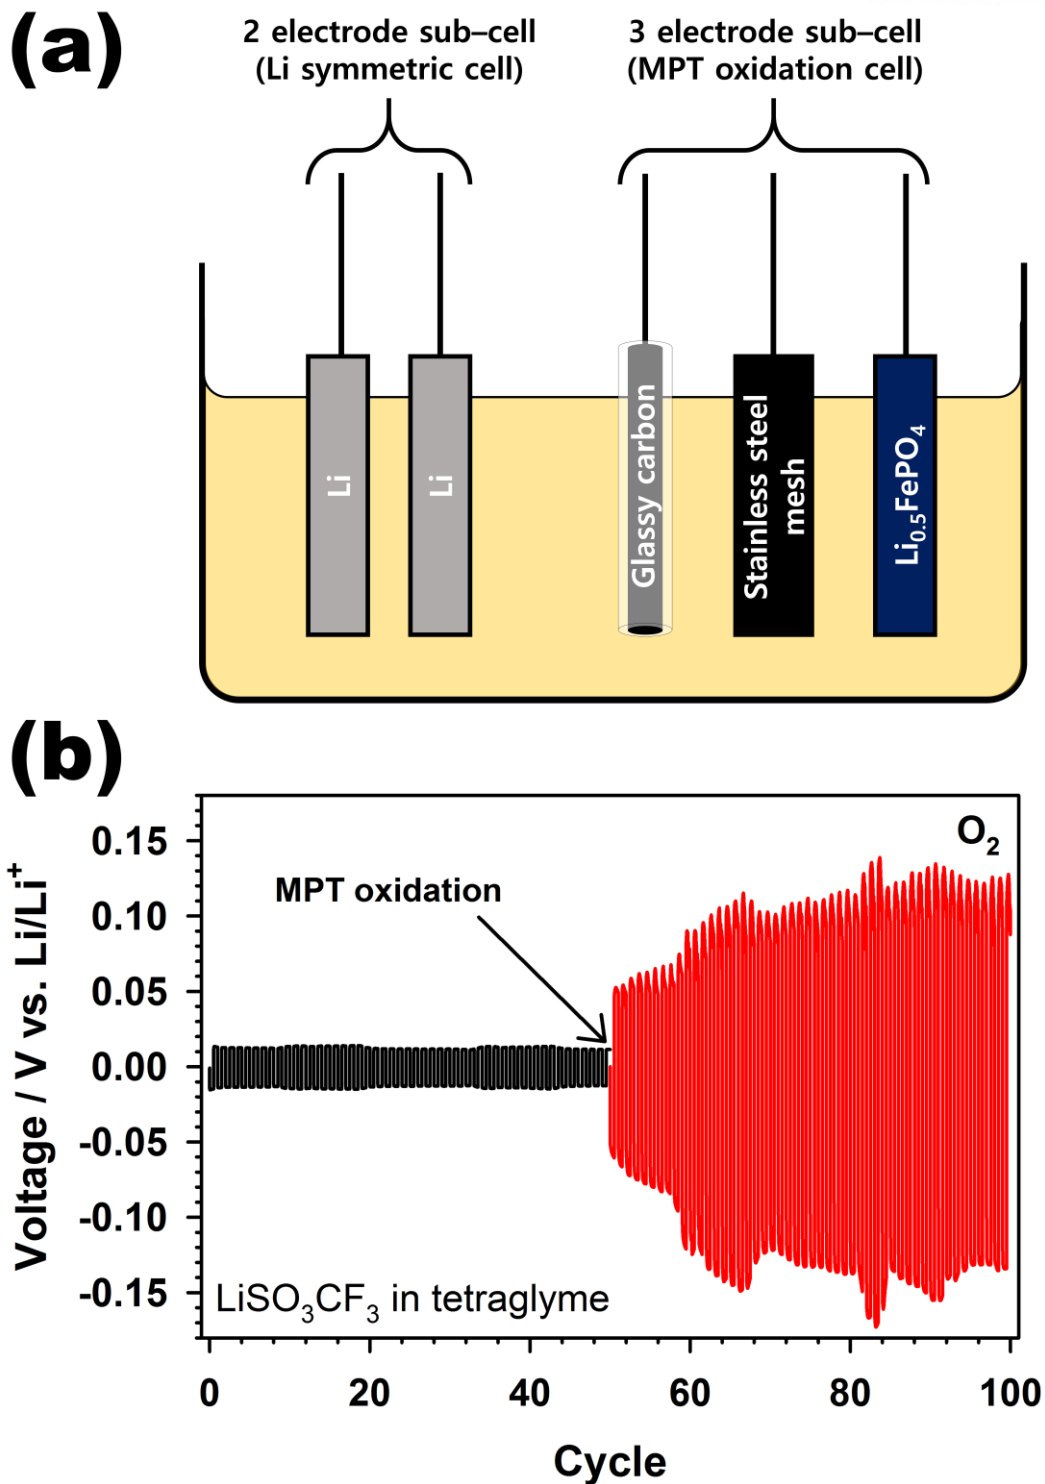 (a)
2 electrode sub–cell
(Li symmetric cell)
3 electrode sub–cell
(MPT oxidation cell)
Li
Li
Glassy carbon
Stainless steel
mesh
Li0.5FePO4
(b)
Voltage / V vs. Li/Li+
0.15
0.10
0.05
0.00
-0.05
-0.10
-0.15
O2
MPT oxidation
LiSO3CF3 in tetraglyme
0
20
40
60
80
100
Cycle